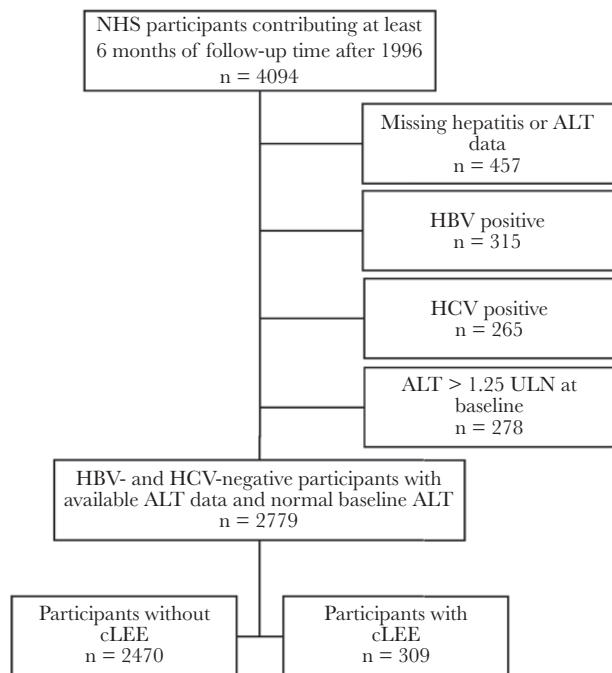 NHS participants contributing at least
6 months of follow-up time after 1996
n = 4094
Missing hepatitis or ALT
data
n = 457
HBV positive
n = 315
HCV positive
n = 265
ALT > 1.25 ULN at
baseline
n = 278
HBV- and HCV-negative participants with
available ALT data and normal baseline ALT
n = 2779
Participants without
cLEE
n = 2470
Participants with
cLEE
n = 309